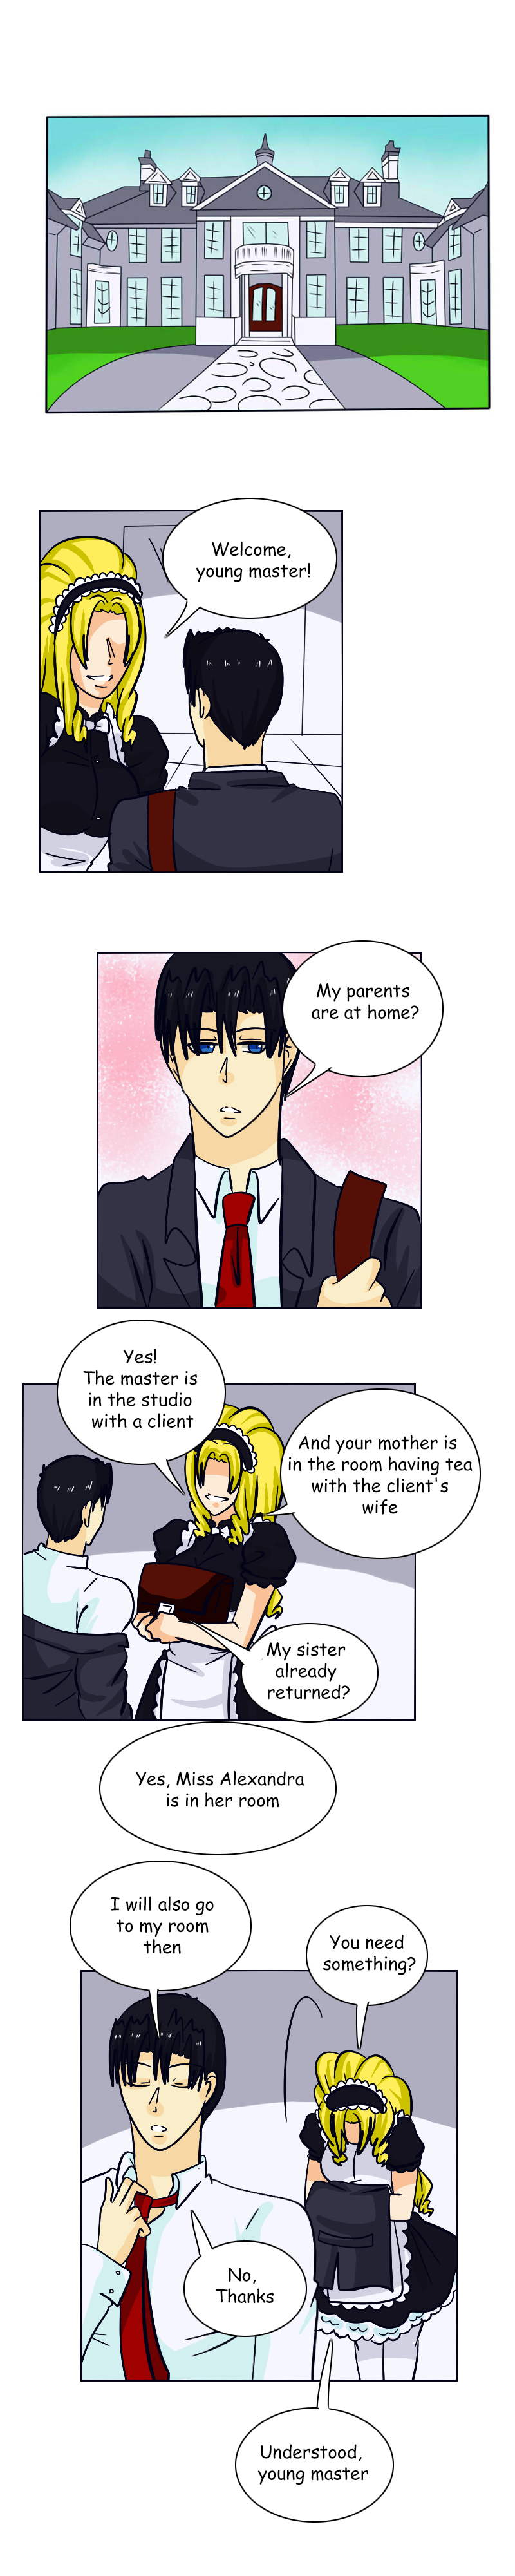 Welcome,
young master!
My parents
are at home?
Yes!
The master is
in the studio
with a client
And your mother is
in the room having tea
with the client's
wife
My sister
already
returned?
Yes, Miss Alexandra
is in her room
I will also go
to my room
then
You need
something?
No,
Thanks
Understood,
young master